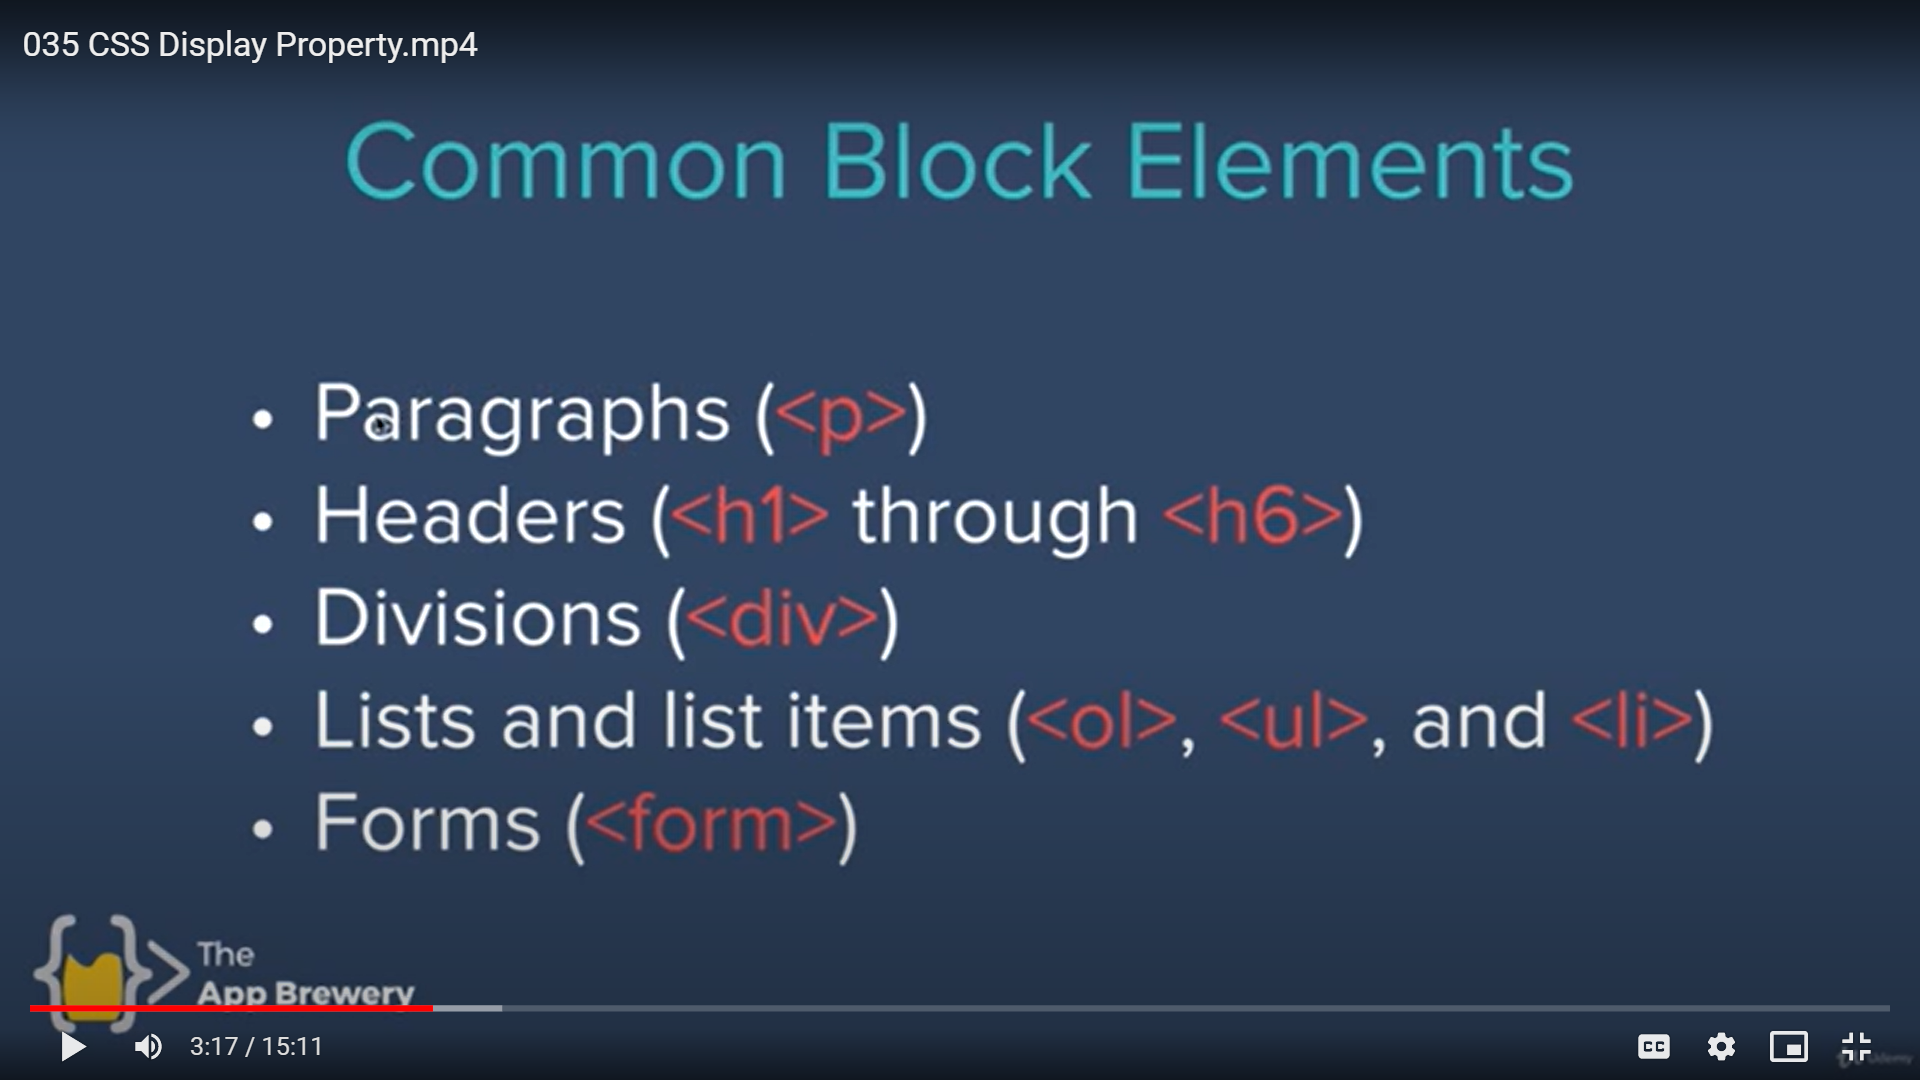 035 CSS Display Property.mp4
Common Block Elements
• Paragraphs (<p>)
• Headers (<h1> through <h6>)
• Divisions (<div>)
• Lists and list items (<ol>, <ul>, and <li>)
• Forms (<form>)
The
App Brewery
3:17 / 15:11
CC